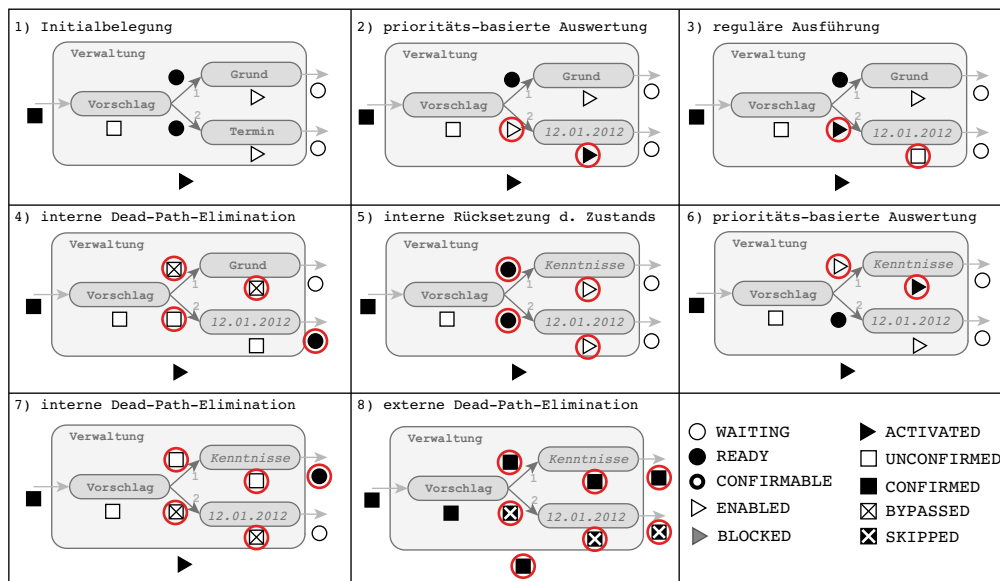 1) Initialbelegung
Verwaltung
Grund
Vorschlag
1
2
Termin
2) prioritäts-basierte Auswertung
Verwaltung
Grund
Vorschlag
1
2
12.01.2012
3) reguläre Ausführung
Verwaltung
Grund
Vorschlag
1
2
12.01.2012
4) interne Dead-Path-Elimination
Verwaltung
Grund
Vorschlag
1
2
12.01.2012
5) interne Rücksetzung d. Zustands
Verwaltung
Kenntnisse
Vorschlag
1
2
12.01.2012
6) prioritäts-basierte Auswertung
Verwaltung
Kenntnisse
Vorschlag
1
2
12.01.2012
7) interne Dead-Path-Elimination
Verwaltung
Kenntnisse
Vorschlag
1
2
12.01.2012
8) externe Dead-Path-Elimination
Verwaltung
Kenntnisse
Vorschlag
1
2
12.01.2012
WAITING
READY
CONFIRMABLE
ENABLED
BLOCKED
ACTIVATED
UNCONFIRMED
CONFIRMED
BYPASSED
SKIPPED